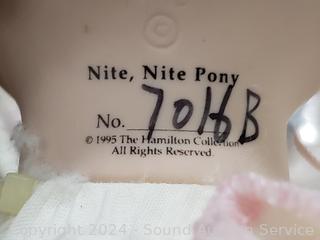 ©
Nite, Nite Pony
No. 7016B
© 1995 The Hamilton Collection
All Rights Reserved.
Copyright 2024 - Sound Auction Service